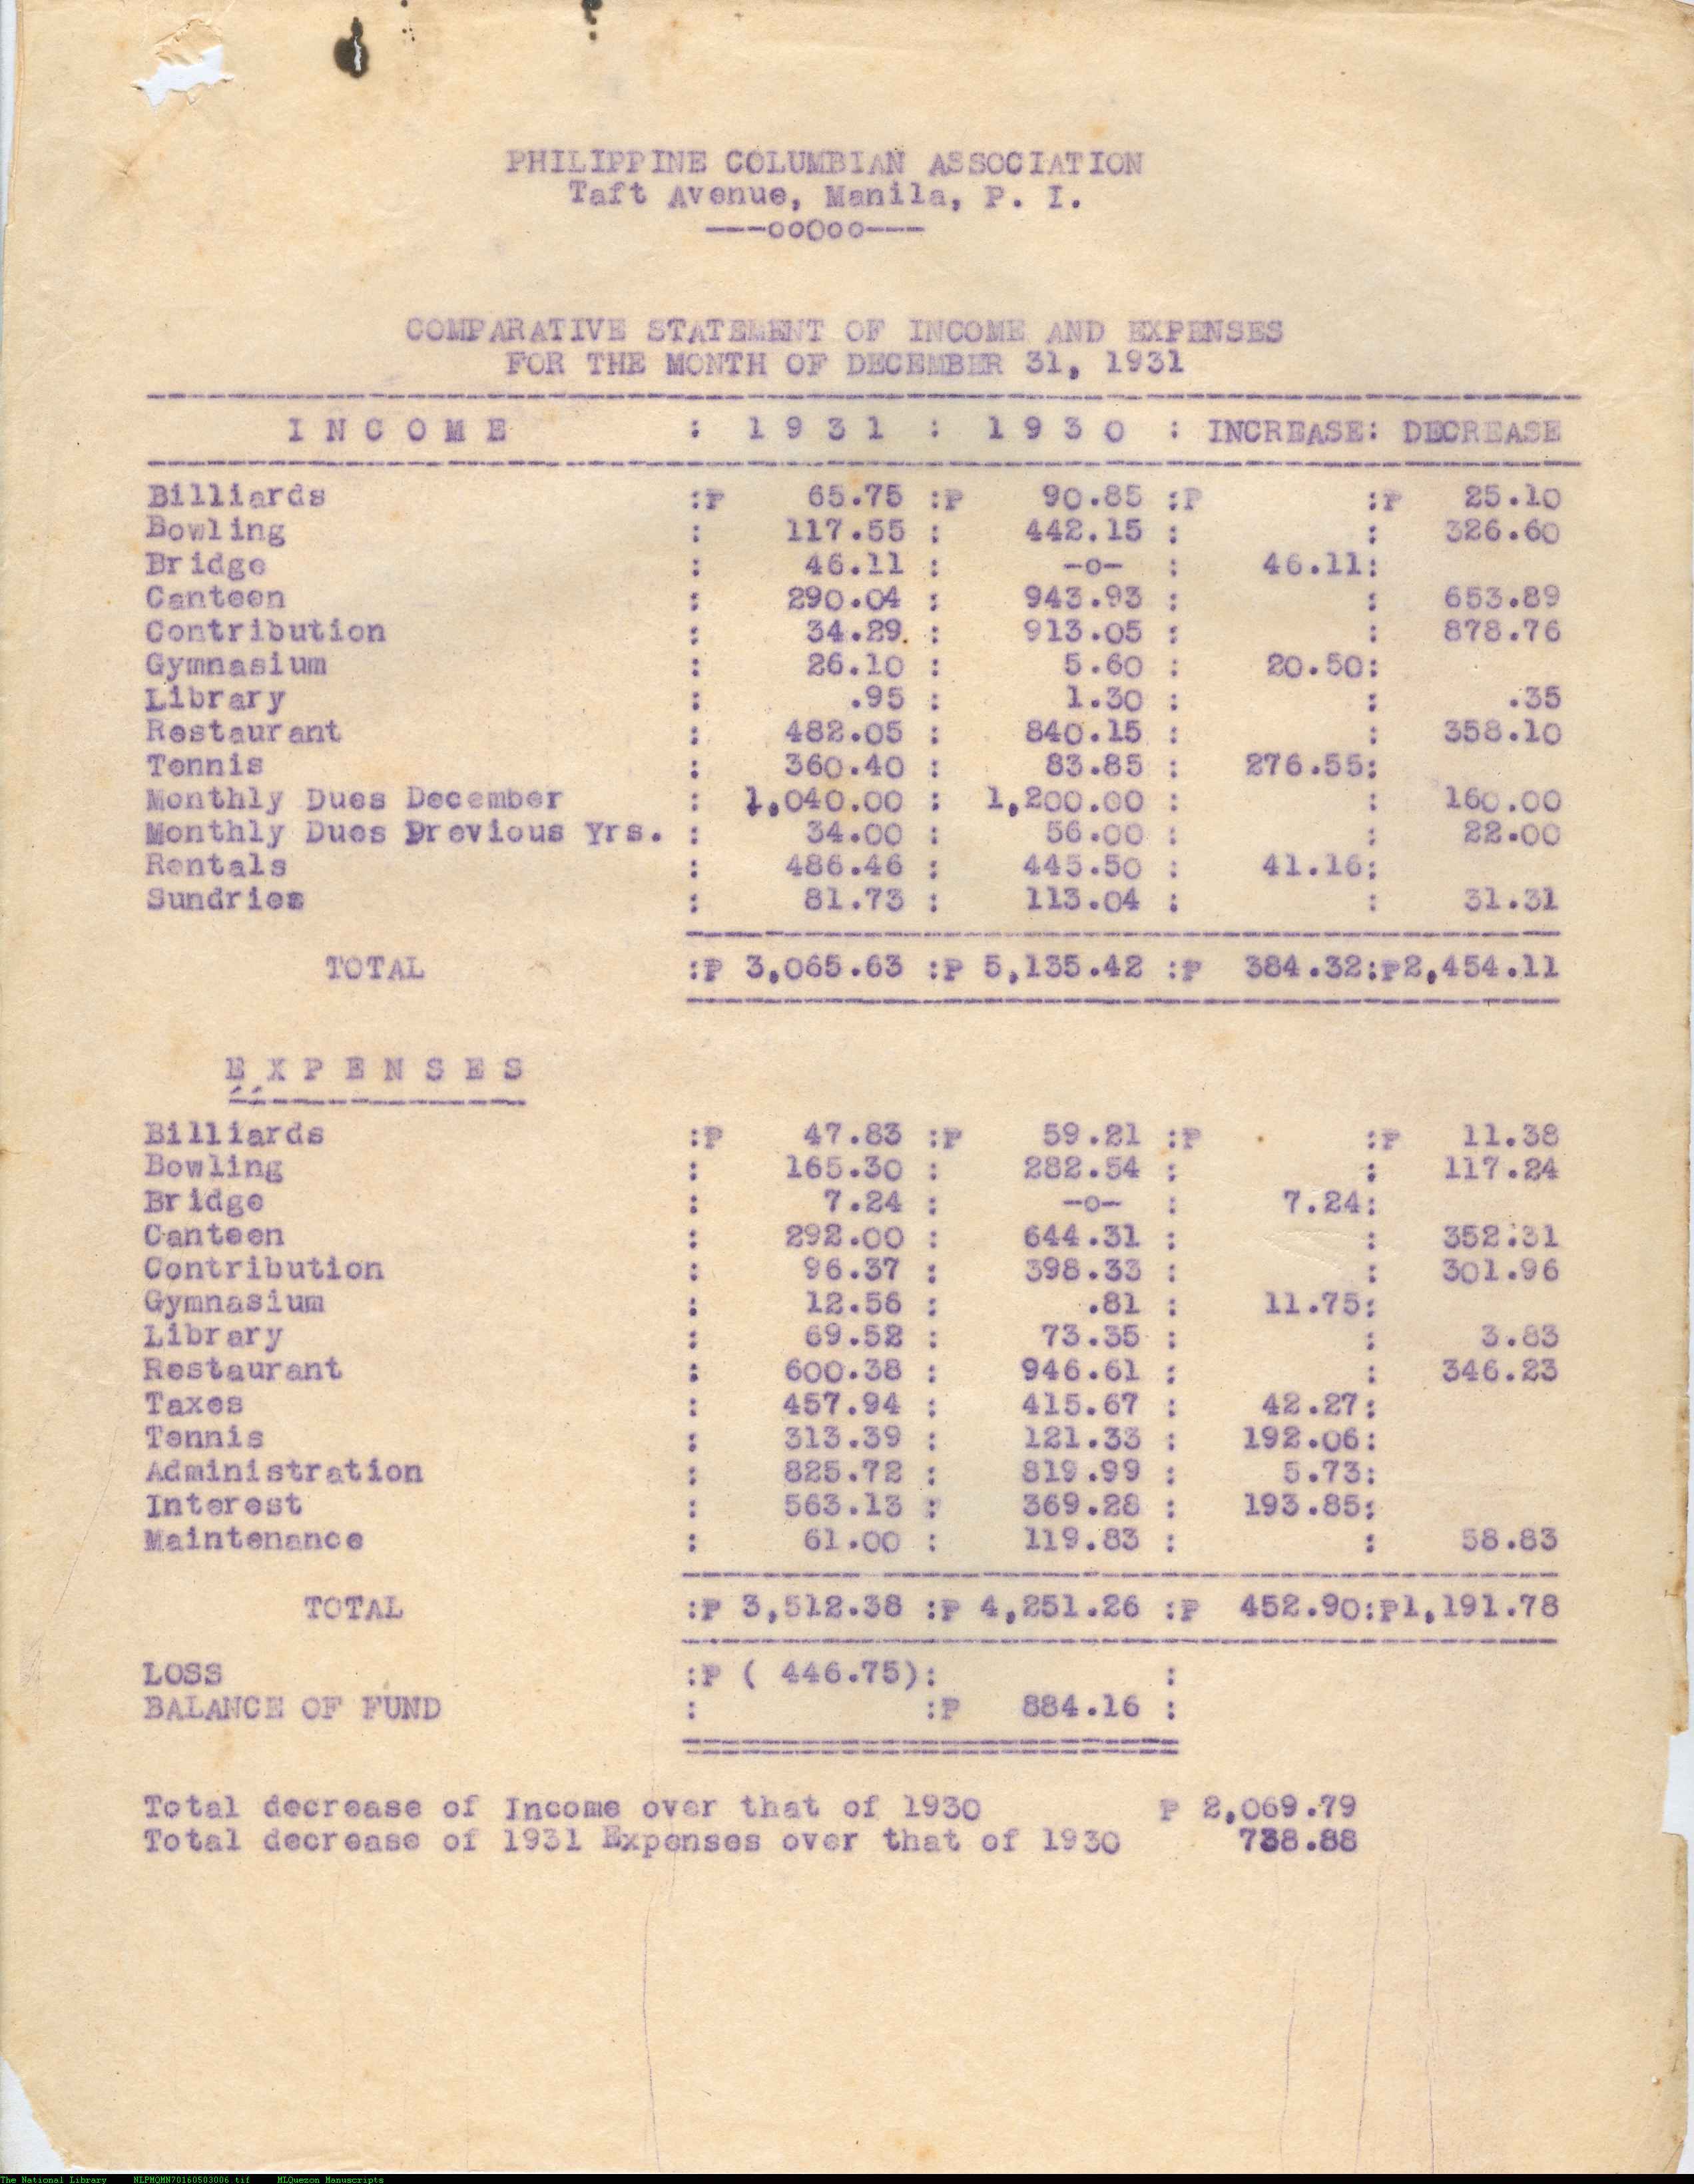 PHILIPPINE COLUMBIAN ASSOCIATION
Taft Avenue, Manila, P. I.
---ooOoo---
COMPARATIVE STATEMENT OF INCOME AND EXPENSES
FOR THE MONTH OF DECEMBER 31, 1931
I N C O M E : 1 9 3 1 : 1 9 3 0 : INCREASE: DECREASE
Billiards :₱ 65.75 :₱ 90.85 :₱ :₱ 25.10
Bowling : 117.55 : 442.15 : : 326.60
Bridge : 46.11 : -o- : 46.11:
Canteen : 290.04 : 943.93 : : 653.89
Contribution : 34.29 : 913.05 : : 878.76
Gymnasium : 26.10 : 5.60 : 20.50:
Library : .95 : 1.30 : : .35
Restaurant : 482.05 : 840.15 : : 358.10
Tennis : 360.40 : 83.85 : 276.55:
Monthly Dues December : 1,040.00 : 1,200.00 : : 160.00
Monthly Dues Previous Yrs. : 34.00 : 56.00 : : 22.00
Rentals : 486.46 : 445.50 : 41.16:
Sundries : 81.73 : 113.04 : : 31.31
TOTAL :₱ 3,065.63 :₱ 5,135.42 :₱ 384.32:₱2,454.11
E X P E N S E S
Billiards :₱ 47.83 :₱ 59.21 :₱ :₱ 11.38
Bowling : 165.30 : 282.54 : : 117.24
Bridge : 7.24 : -o- : 7.24:
Canteen : 292.00 : 644.31 : : 352.31
Contribution : 96.37 : 398.33 : : 301.96
Gymnasium : 12.56 : .81 : 11.75:
Library : 69.52 : 73.35 : : 3.83
Restaurant : 600.38 : 946.61 : : 346.23
Taxes : 457.94 : 415.67 : 42.27:
Tennis : 313.39 : 121.33 : 192.06:
Administration : 825.72 : 819.99 : 5.73:
Interest : 563.13 : 369.28 : 193.85:
Maintenance : 61.00 : 119.83 : : 58.83
TOTAL :₱ 3,512.38 :₱ 4,251.26 :₱ 452.90:₱1,191.78
LOSS :₱ ( 446.75): :
BALANCE OF FUND : :₱ 884.16 :
Total decrease of Income over that of 1930 ₱ 2,069.79
Total decrease of 1931 Expenses over that of 1930 738.88
The National Library NLPMQMN70160503006.tif MLQuezon Manuscripts